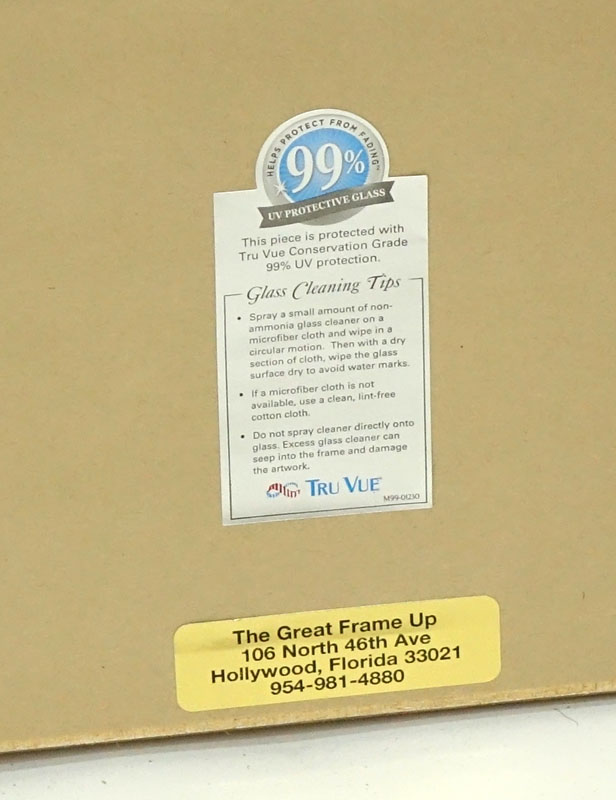 HELPS PROTECT FROM FADING™
99%
UV PROTECTIVE GLASS
This piece is protected with
Tru Vue Conservation Grade
99% UV protection.
Glass Cleaning Tips
• Spray a small amount of non-
ammonia glass cleaner on a
microfiber cloth and wipe in a
circular motion. Then with a dry
section of cloth, wipe the glass
surface dry to avoid water marks.
• If a microfiber cloth is not
available, use a clean, lint-free
cotton cloth.
• Do not spray cleaner directly onto
glass. Excess glass cleaner can
seep into the frame and damage
the artwork.
TRU VUE
M99-01230
The Great Frame Up
106 North 46th Ave
Hollywood, Florida 33021
954-981-4880